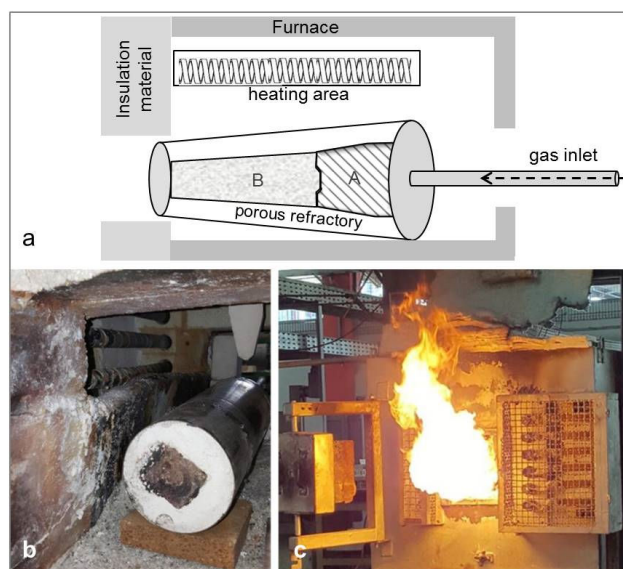 Furnace
Insulation
material
heating area
gas inlet
B
A
porous refractory
a
b
c